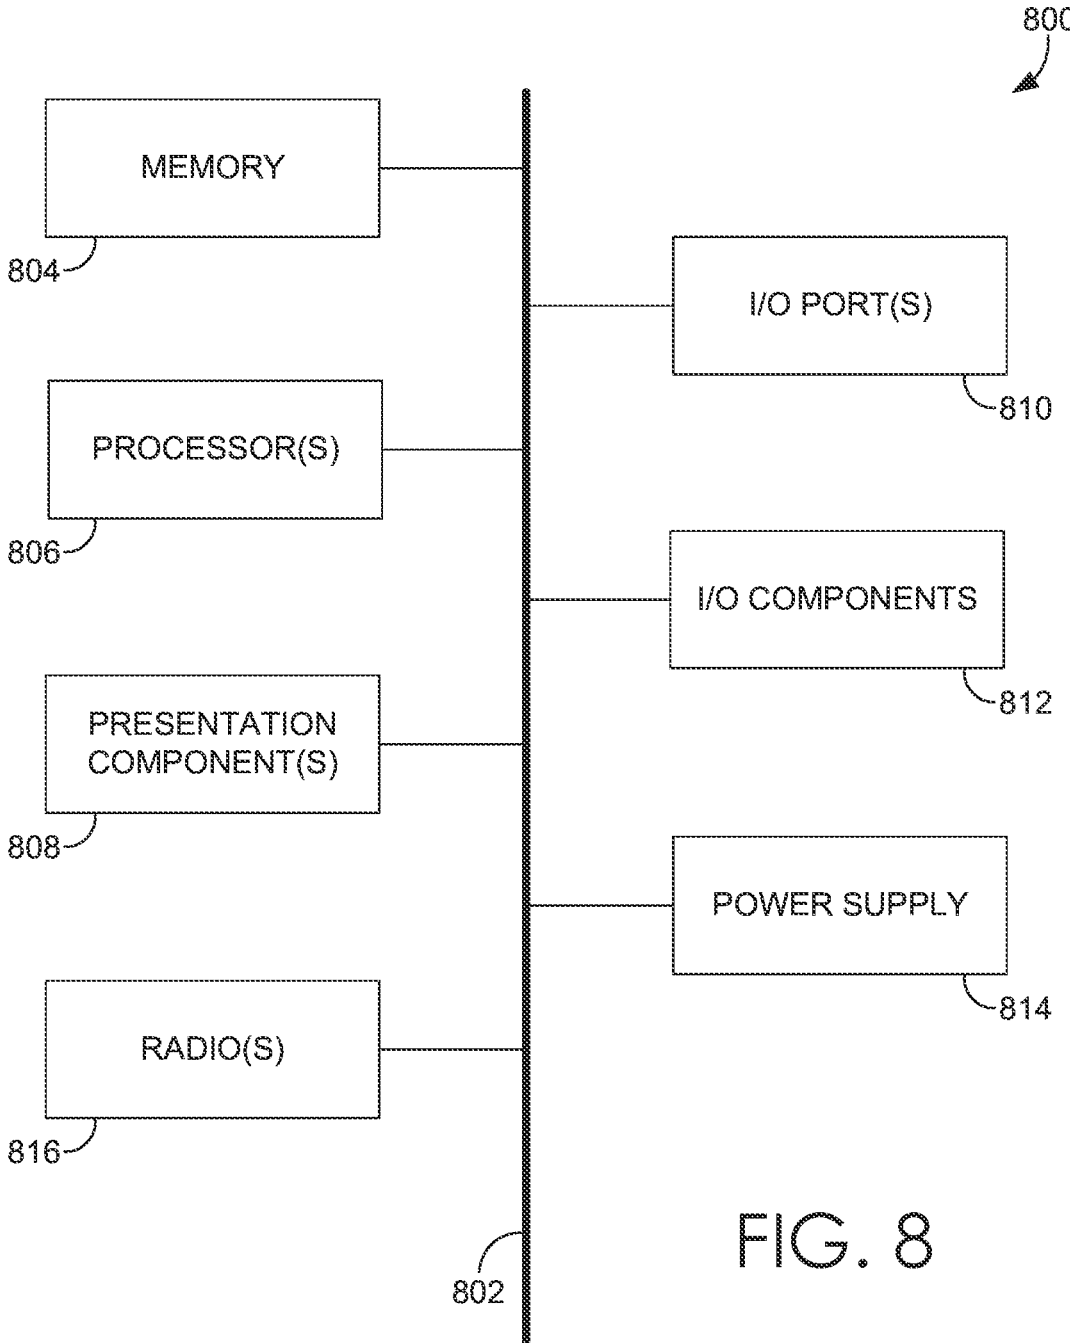 800
MEMORY
804
I/O PORT(S)
810
PROCESSOR(S)
806
I/O COMPONENTS
812
PRESENTATION
COMPONENT(S)
808
POWER SUPPLY
814
RADIO(S)
816
802
FIG. 8